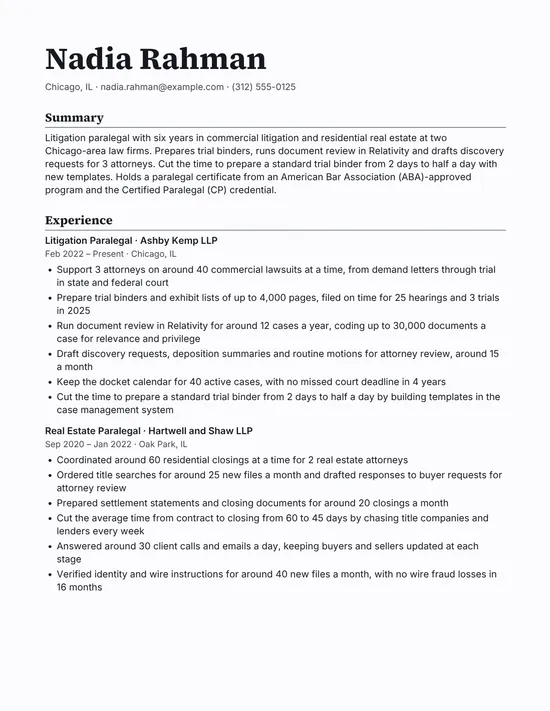 Nadia Rahman
Chicago, IL · nadia.rahman@example.com · (312) 555-0125
Summary
Litigation paralegal with six years in commercial litigation and residential real estate at two
Chicago-area law firms. Prepares trial binders, runs document review in Relativity and drafts discovery
requests for 3 attorneys. Cut the time to prepare a standard trial binder from 2 days to half a day with
new templates. Holds a paralegal certificate from an American Bar Association (ABA)-approved
program and the Certified Paralegal (CP) credential.
Experience
Litigation Paralegal · Ashby Kemp LLP
Feb 2022 – Present · Chicago, IL
• Support 3 attorneys on around 40 commercial lawsuits at a time, from demand letters through trial
in state and federal court
• Prepare trial binders and exhibit lists of up to 4,000 pages, filed on time for 25 hearings and 3 trials
in 2025
• Run document review in Relativity for around 12 cases a year, coding up to 30,000 documents a
case for relevance and privilege
• Draft discovery requests, deposition summaries and routine motions for attorney review, around 15
a month
• Keep the docket calendar for 40 active cases, with no missed court deadline in 4 years
• Cut the time to prepare a standard trial binder from 2 days to half a day by building templates in the
case management system
Real Estate Paralegal · Hartwell and Shaw LLP
Sep 2020 – Jan 2022 · Oak Park, IL
• Coordinated around 60 residential closings at a time for 2 real estate attorneys
• Ordered title searches for around 25 new files a month and drafted responses to buyer requests for
attorney review
• Prepared settlement statements and closing documents for around 20 closings a month
• Cut the average time from contract to closing from 60 to 45 days by chasing title companies and
lenders every week
• Answered around 30 client calls and emails a day, keeping buyers and sellers updated at each
stage
• Verified identity and wire instructions for around 40 new files a month, with no wire fraud losses in
16 months